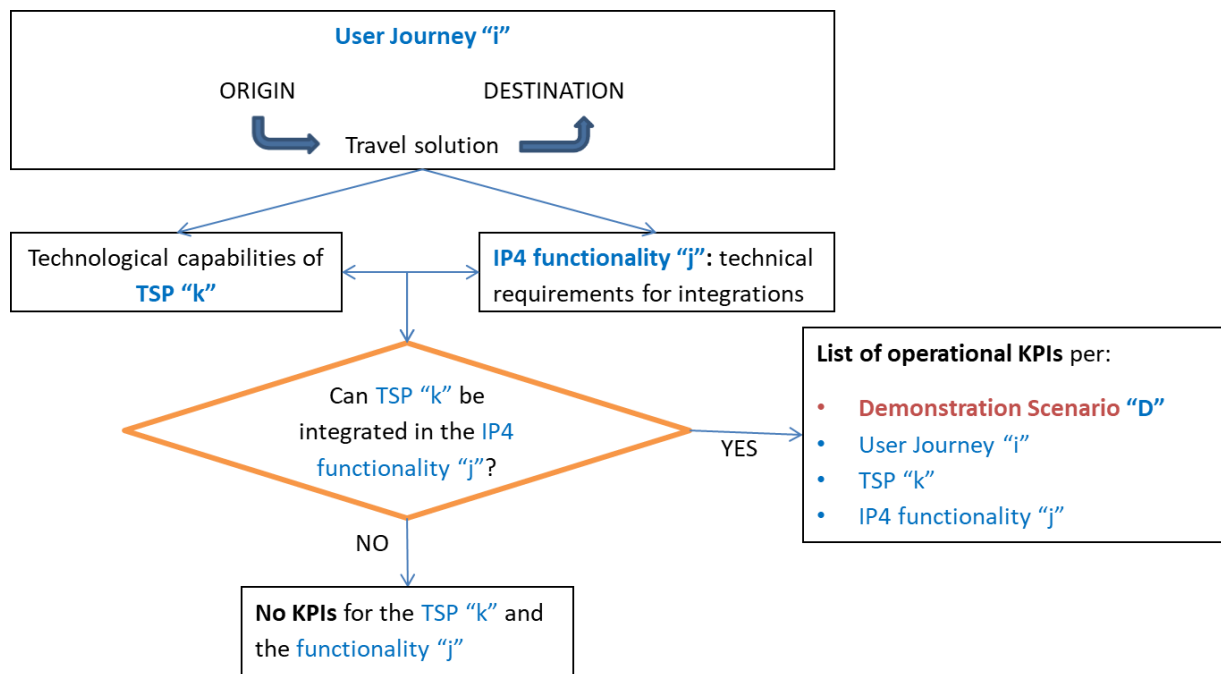 User Journey “i”
ORIGIN
DESTINATION
Travel solution
Technological capabilities of
TSP “k”
IP4 functionality “j”: technical
requirements for integrations
Can TSP “k” be
integrated in the IP4
functionality “j”?
YES
NO
List of operational KPIs per:
• Demonstration Scenario “D”
• User Journey “i”
• TSP “k”
• IP4 functionality “j”
No KPIs for the TSP “k” and
the functionality “j”